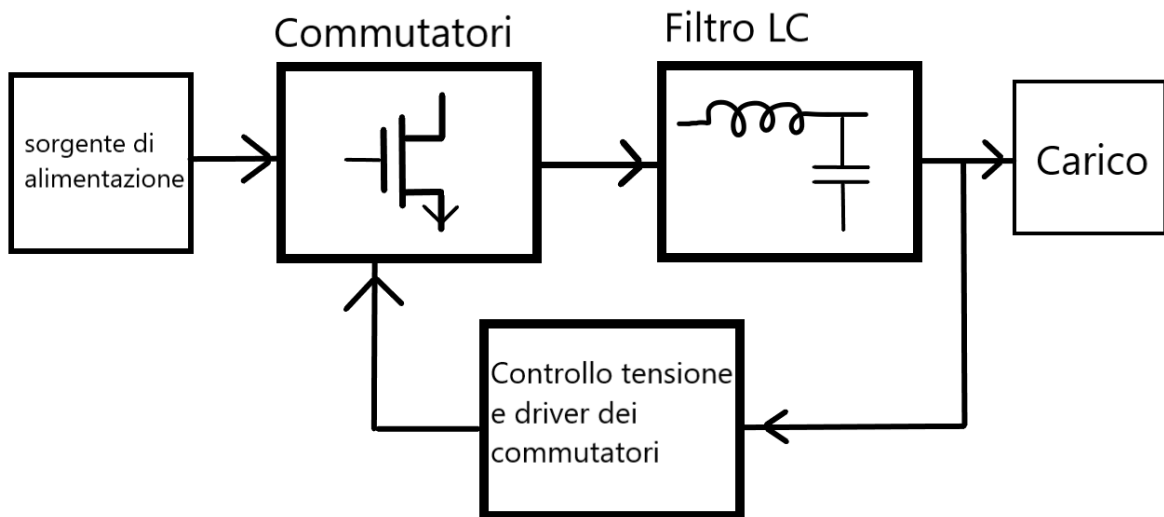 Commutatori
Filtro LC
sorgente di
alimentazione
Carico
Controllo tensione
e driver dei
commutatori